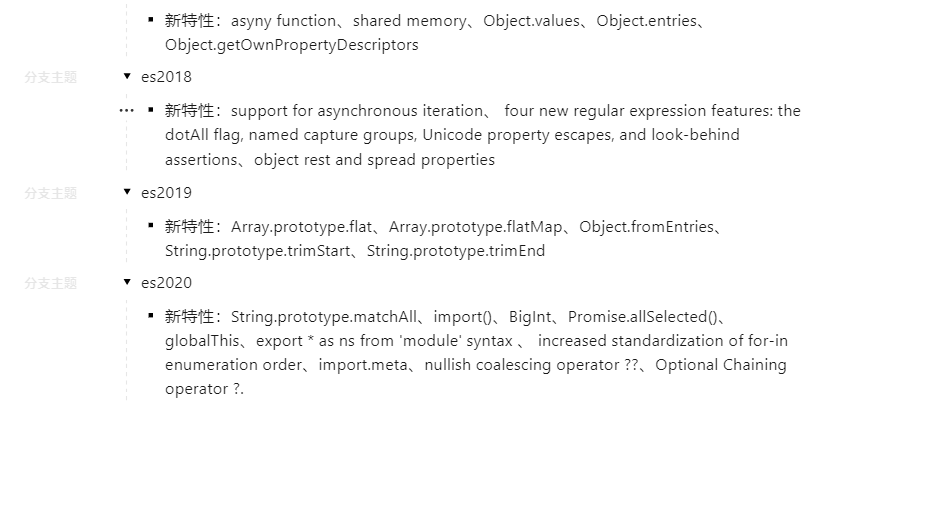 新特性：asyny function、shared memory、Object.values、Object.entries、
Object.getOwnPropertyDescriptors
分支主题 es2018
新特性：support for asynchronous iteration、 four new regular expression features: the
dotAll flag, named capture groups, Unicode property escapes, and look-behind
assertions、object rest and spread properties
分支主题 es2019
新特性：Array.prototype.flat、Array.prototype.flatMap、Object.fromEntries、
String.prototype.trimStart、String.prototype.trimEnd
分支主题 es2020
新特性：String.prototype.matchAll、import()、BigInt、Promise.allSelected()、
globalThis、export * as ns from 'module' syntax 、 increased standardization of for-in
enumeration order、import.meta、nullish coalescing operator ??、Optional Chaining
operator ?.